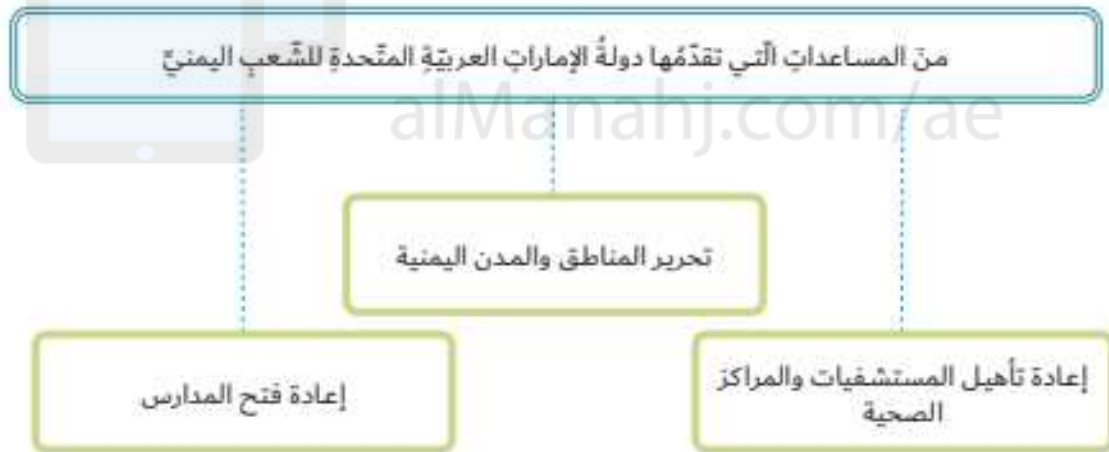 منَ المساعداتِ الّتي تقدّمُها دولةُ الإماراتِ العربيّةِ المتّحدةِ للشّعبِ اليمنيِّ
alManahj.com/ae
تحرير المناطق والمدن اليمنية
إعادة تأهيل المستشفيات والمراكز
الصحية
إعادة فتح المدارس